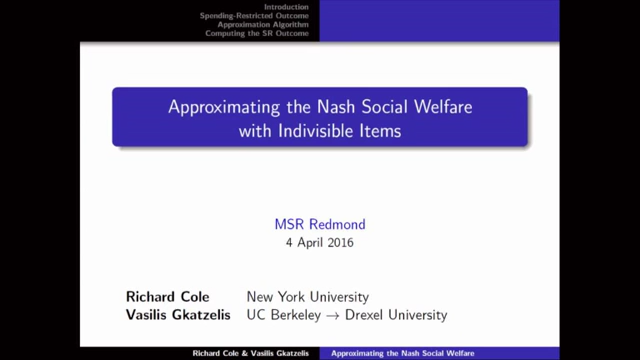 Introduction
Spending-Restricted Outcome
Approximation Algorithm
Computing the SR Outcome
Approximating the Nash Social Welfare
with Indivisible Items
MSR Redmond
4 April 2016
Richard Cole New York University
Vasilis Gkatzelis UC Berkeley → Drexel University
Richard Cole & Vasilis Gkatzelis Approximating the Nash Social Welfare